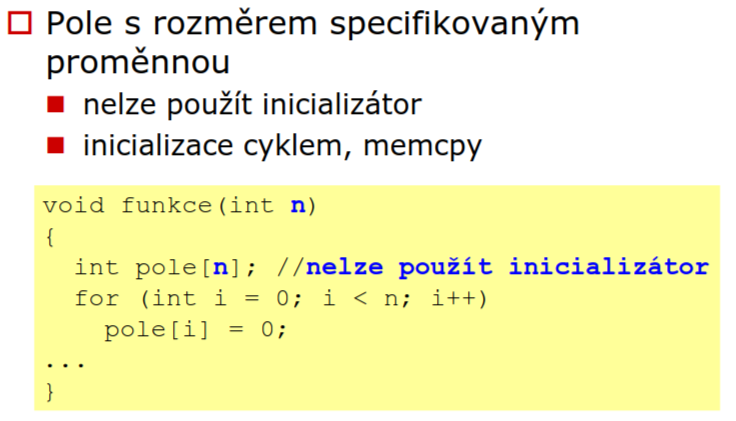 Pole s rozměrem specifikovaným
proměnnou
nelze použít inicializátor
inicializace cyklem, memcpy
void funkce(int n)
{
int pole[n]; //nelze použít inicializátor
for (int i = 0; i < n; i++)
pole[i] = 0;
...
}